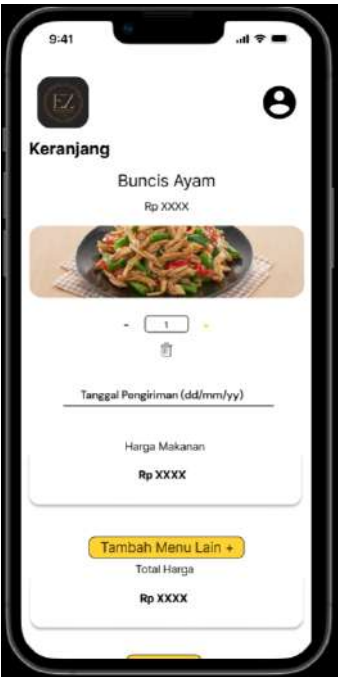 9:41
EZ
Keranjang
Buncis Ayam
Rp XXXX
- 1 +
Tanggal Pengiriman (dd/mm/yy)
Harga Makanan
Rp XXXX
Tambah Menu Lain +
Total Harga
Rp XXXX